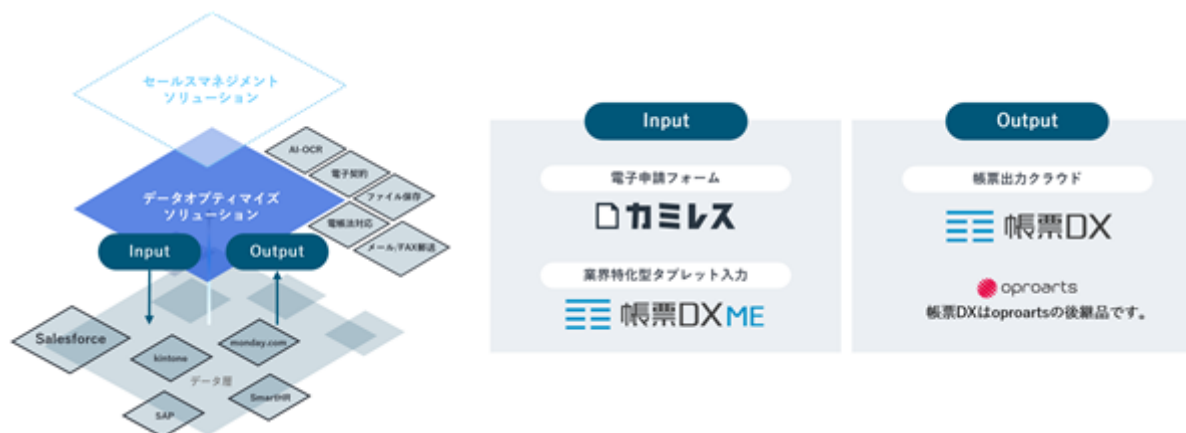 セールスマネジメント
ソリューション
AI-OCR
電子契約
ファイル保存
データオプティマイズ
ソリューション
電帳法対応
メール/FAX郵送
Input
Output
Salesforce
kintone
monday.com
データ層
SAP
SmartHR
Input
電子申請フォーム
カミレス
業界特化型タブレット入力
帳票DX ME
Output
帳票出力クラウド
帳票DX
oproarts
帳票DXはoproartsの後継品です。